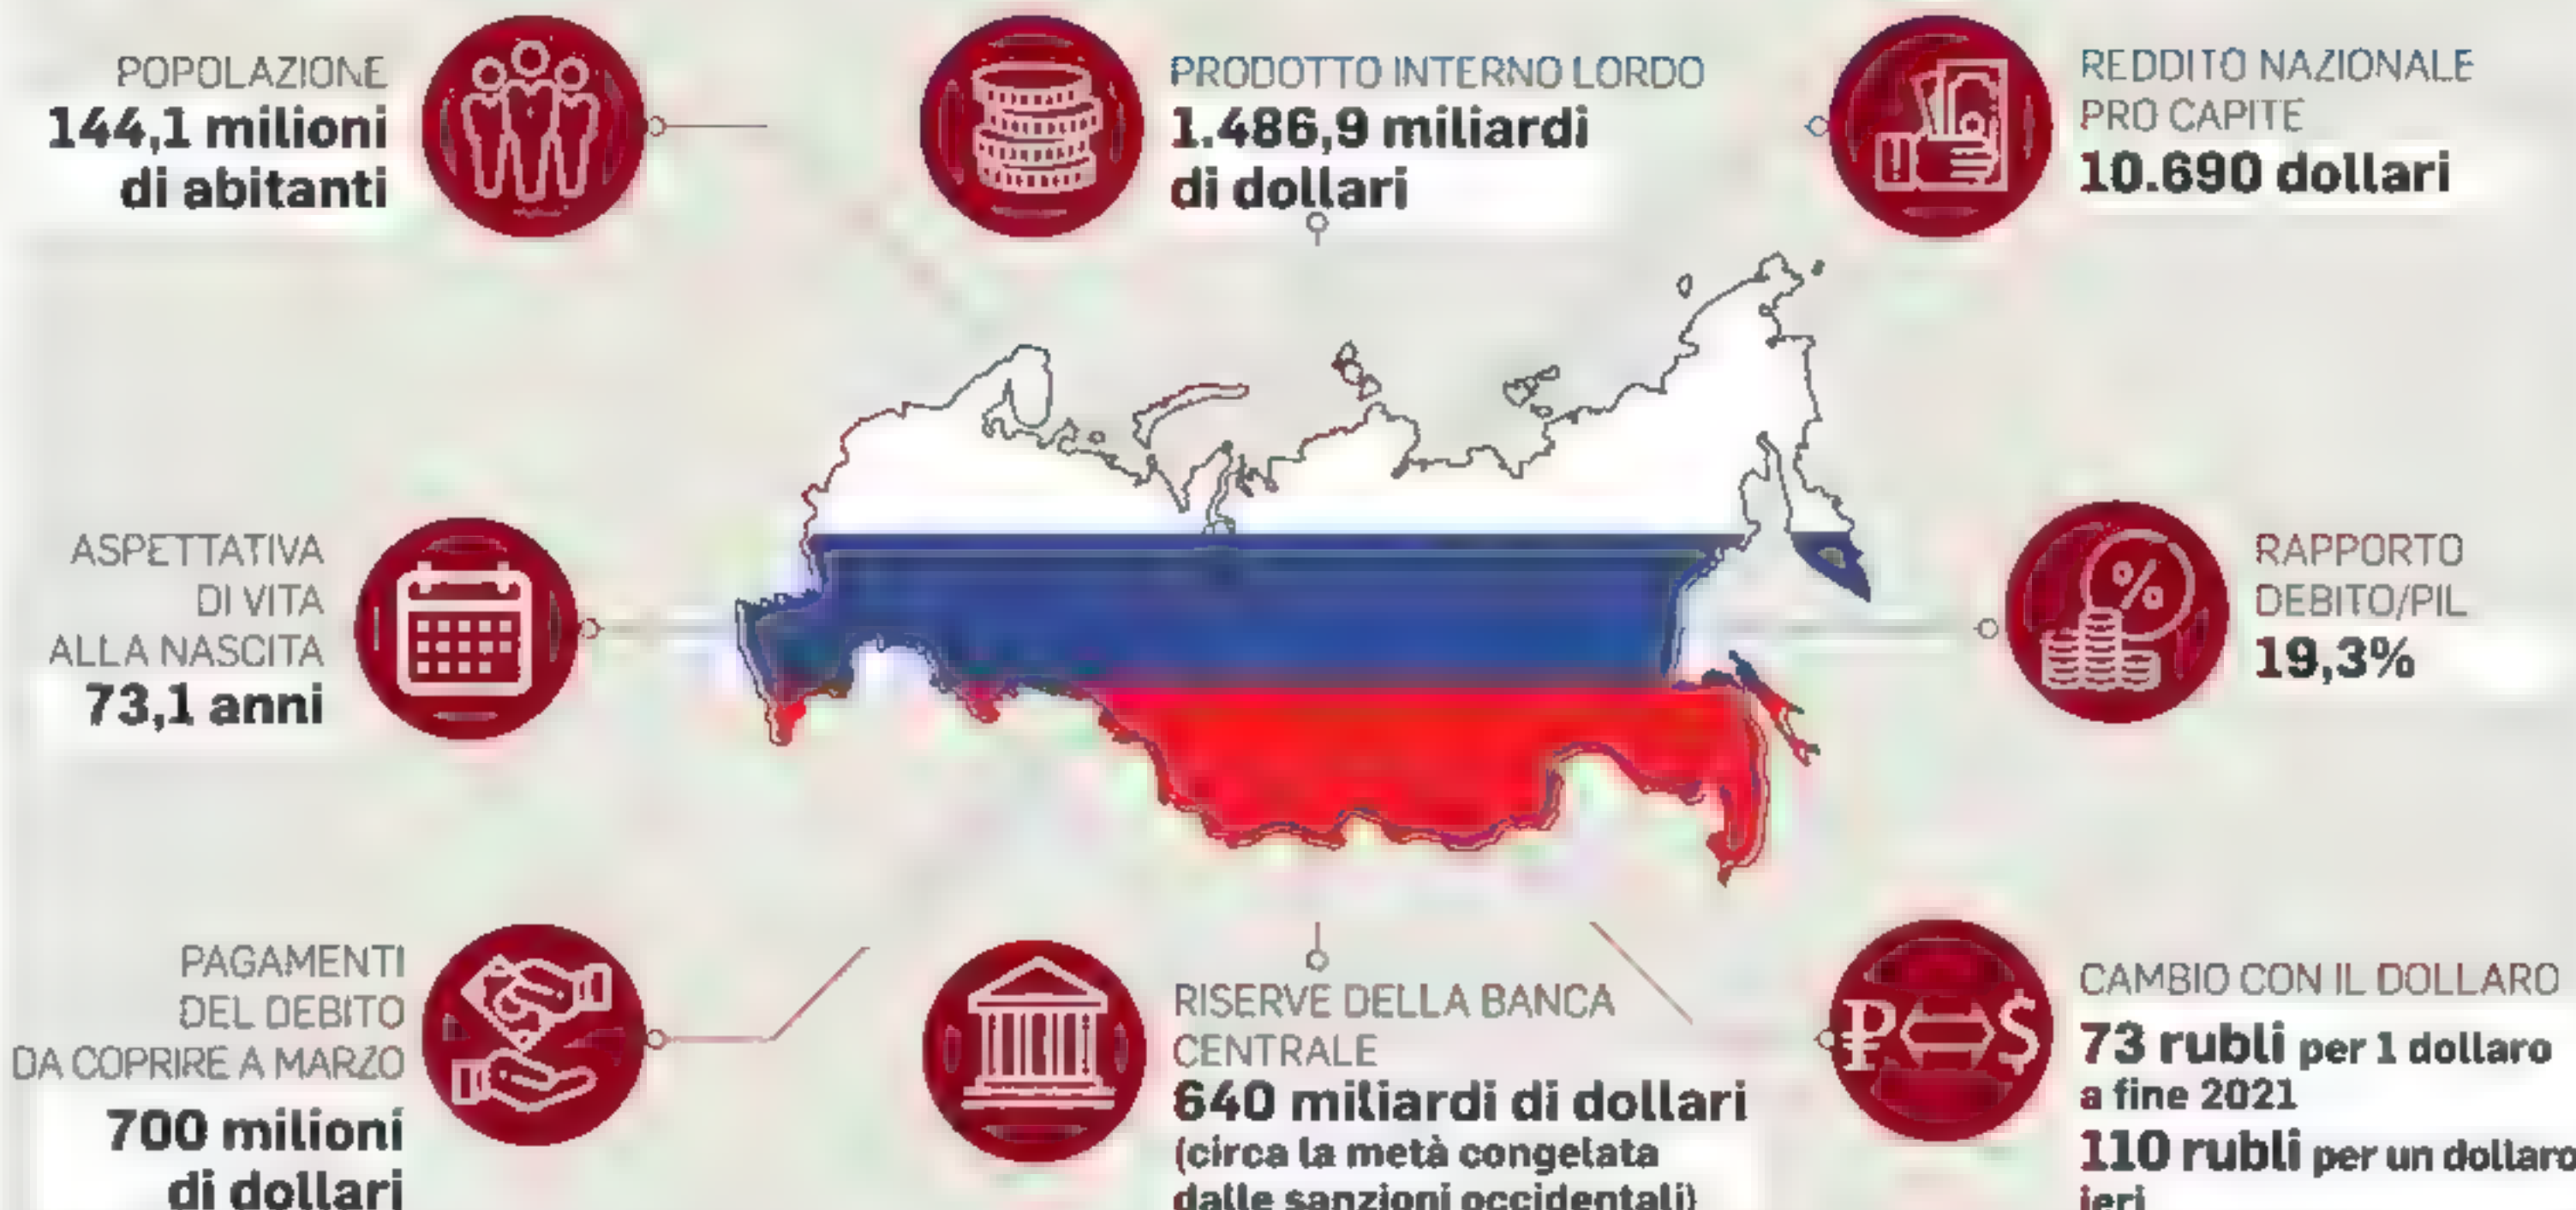 POPOLAZIONE
144,1 milioni
di abitanti
PRODOTTO INTERNO LORDO
1.486,9 miliardi
di dollari
REDDITO NAZIONALE
PRO CAPITE
10.690 dollari
ASPETTATIVA
DI VITA
ALLA NASCITA
73,1 anni
RAPPORTO
DEBITO/PIL
19,3%
PAGAMENTI
DEL DEBITO
DA COPRIRE A MARZO
700 milioni
di dollari
RISERVE DELLA BANCA
CENTRALE
640 miliardi di dollari
(circa la metà congelata
dalle sanzioni occidentali)
CAMBIO CON IL DOLLARO
73 rubli per 1 dollaro
a fine 2021
110 rubli per un dollaro
ieri